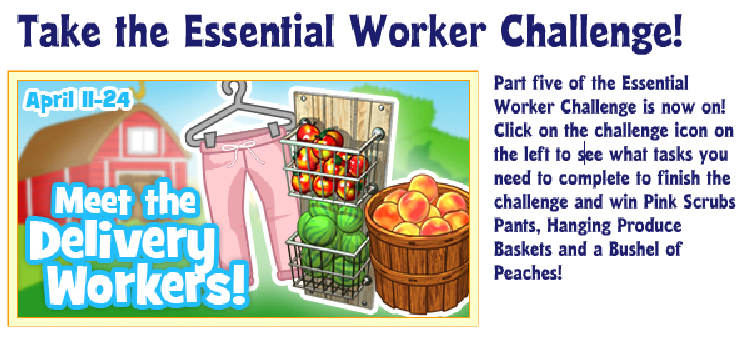 Take the Essential Worker Challenge!
April 11-24
Meet the
Delivery
Workers!
Part five of the Essential
Worker Challenge is now on!
Click on the challenge icon on
the left to see what tasks you
need to complete to finish the
challenge and win Pink Scrubs
Pants, Hanging Produce
Baskets and a Bushel of
Peaches!